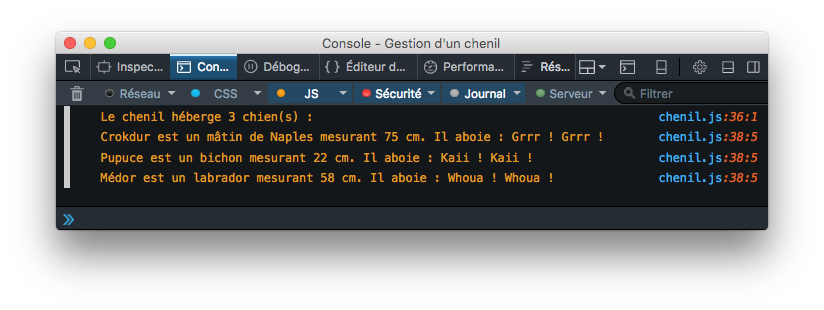 Console - Gestion d'un chenil
Inspec... Con... Débog... { } Éditeur d... Performa... Rés...
Réseau CSS JS Sécurité Journal Serveur Filtrer
Le chenil héberge 3 chien(s) : chenil.js:36:1
Crokdur est un mâtin de Naples mesurant 75 cm. Il aboie : Grrr ! Grrr ! chenil.js:38:5
Pupuce est un bichon mesurant 22 cm. Il aboie : Kaii ! Kaii ! chenil.js:38:5
Médor est un labrador mesurant 58 cm. Il aboie : Whoua ! Whoua ! chenil.js:38:5